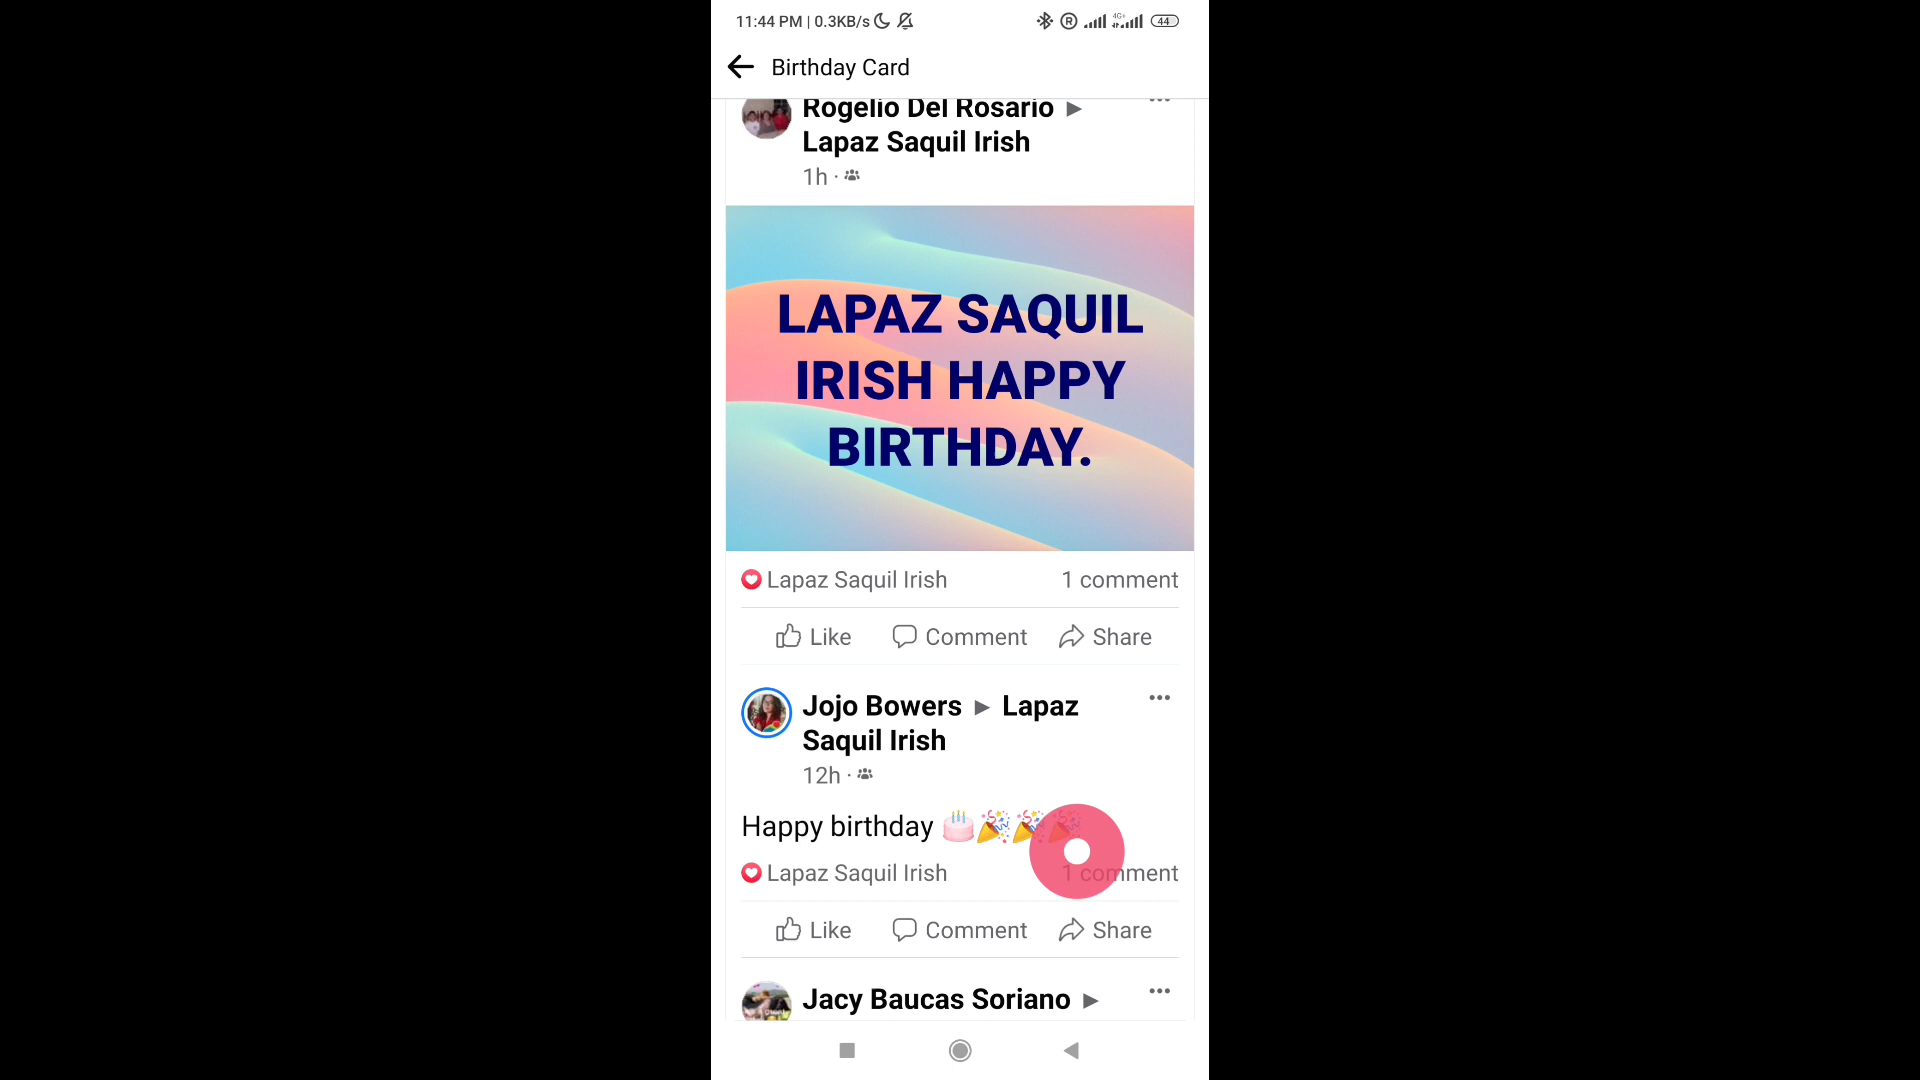 11:44 PM | 0.3KB/s 4G+ 44
Birthday Card
Rogelio Del Rosario ▶
Lapaz Saquil Irish
1h ·
LAPAZ SAQUIL
IRISH HAPPY
BIRTHDAY.
Lapaz Saquil Irish 1 comment
Like Comment Share
Jojo Bowers ▶ Lapaz
Saquil Irish
12h ·
Happy birthday 🎂🎉🎉🎉
Lapaz Saquil Irish 1 comment
Like Comment Share
Jacy Baucas Soriano ▶